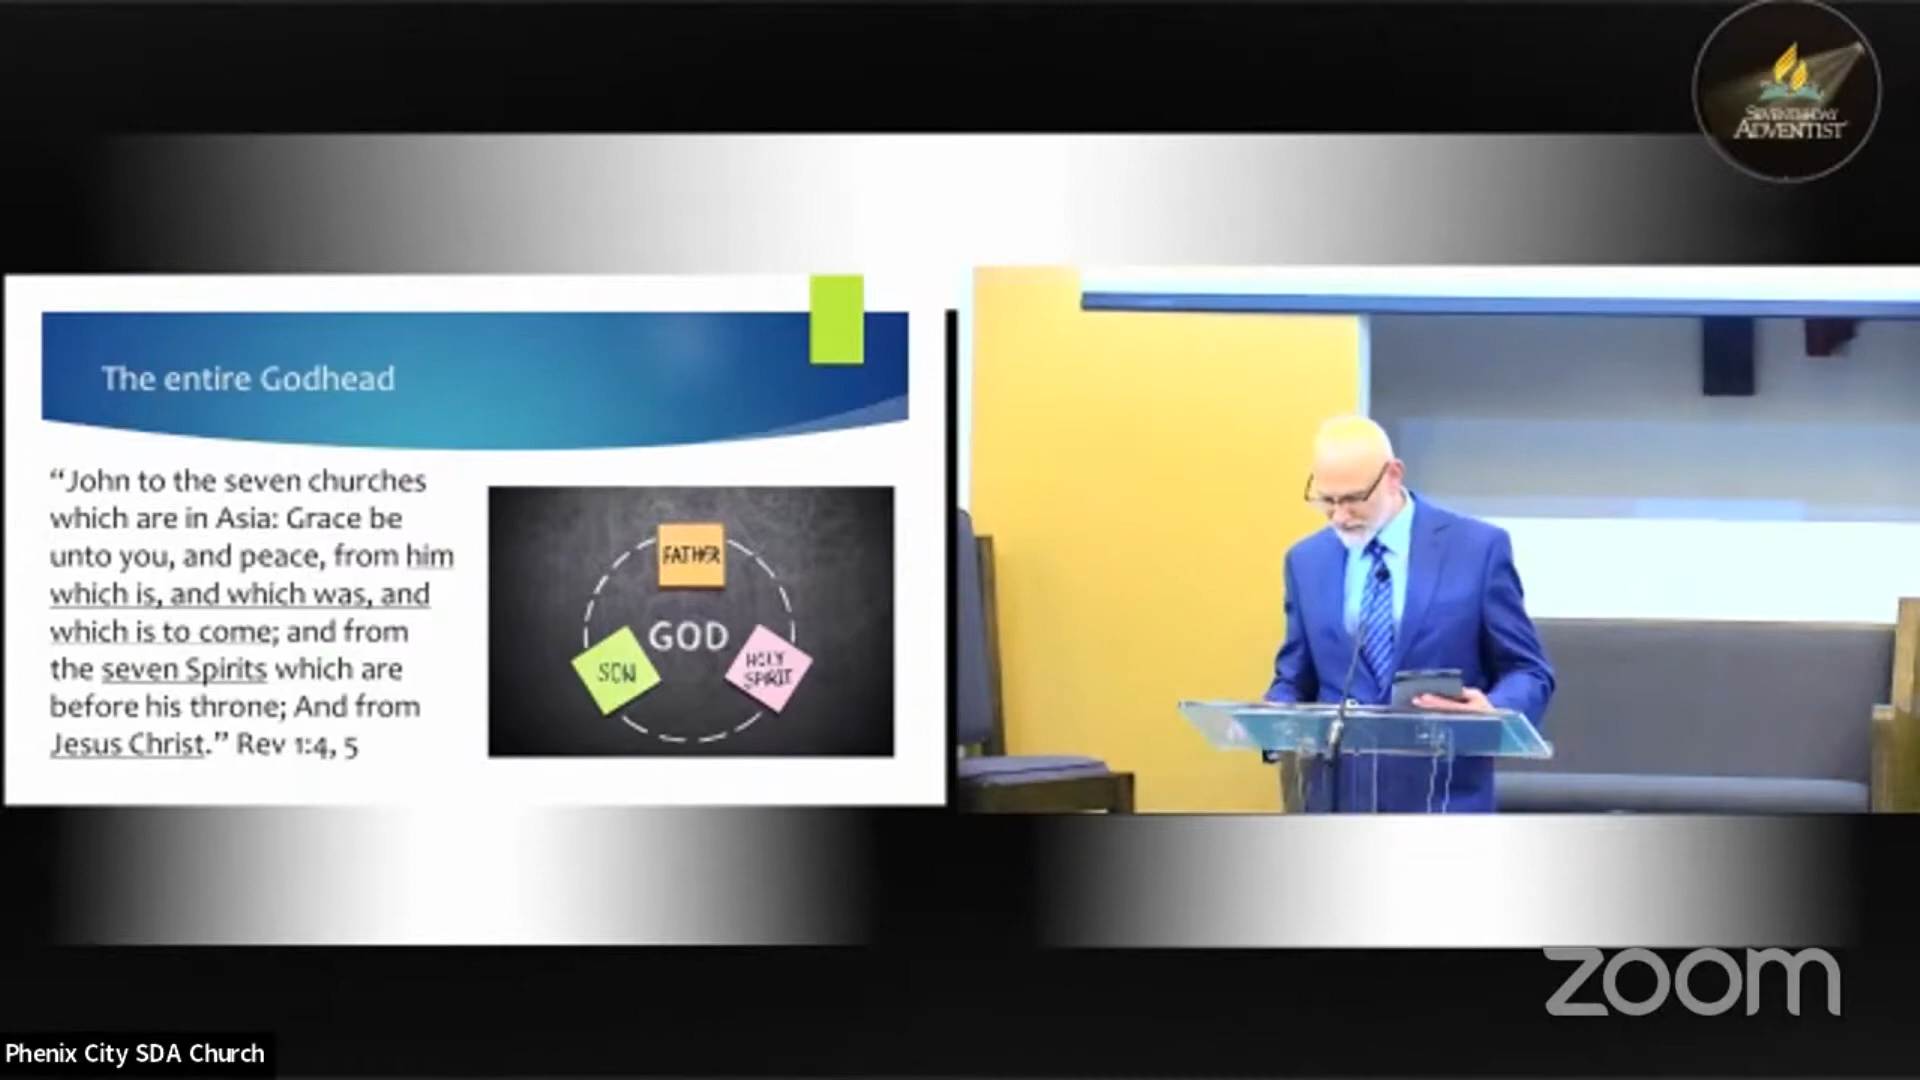 SEVENTH-DAY
ADVENTIST
The entire Godhead
“John to the seven churches
which are in Asia: Grace be
unto you, and peace, from him
which is, and which was, and
which is to come; and from
the seven Spirits which are
before his throne; And from
Jesus Christ.” Rev 1:4, 5
FATHER
GOD
SON
HOLY
SPIRIT
zoom
Phenix City SDA Church